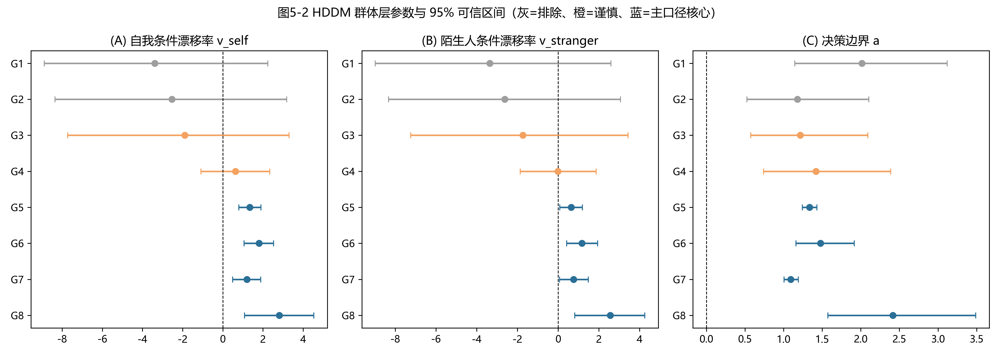 图5-2 HDDM 群体层参数与 95% 可信区间（灰=排除、橙=谨慎、蓝=主口径核心）
(A) 自我条件漂移率 v_self
G1
G2
G3
G4
G5
G6
G7
G8
-8 -6 -4 -2 0 2 4
(B) 陌生人条件漂移率 v_stranger
G1
G2
G3
G4
G5
G6
G7
G8
-8 -6 -4 -2 0 2 4
(C) 决策边界 a
G1
G2
G3
G4
G5
G6
G7
G8
0.0 0.5 1.0 1.5 2.0 2.5 3.0 3.5